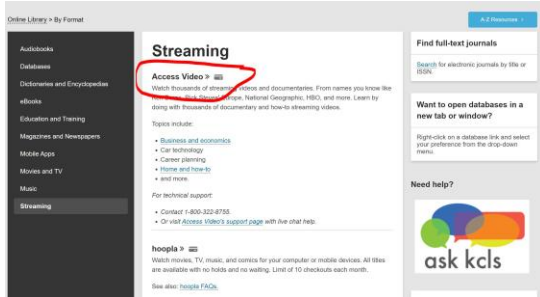 Online Library > By Format
A-Z Resources ›
Audiobooks
Databases
Dictionaries and Encyclopedias
eBooks
Education and Training
Magazines and Newspapers
Mobile Apps
Movies and TV
Music
Streaming
Streaming
Access Video »
Watch thousands of streaming videos and documentaries. From names you know like
Rick Steves' Europe, National Geographic, HBO, and more. Learn by
doing with thousands of documentary and how-to streaming videos.
Topics include:
• Business and economics
• Car technology
• Career planning
• Home and how-to
• and more.
For technical support:
• Contact 1-800-322-8755.
• Or visit Access Video's support page with live chat help.
hoopla »
Watch movies, TV, music, and comics for your computer or mobile devices. All titles
are available with no holds and no waiting. Limit of 10 checkouts each month.
See also: hoopla FAQs.
Find full-text journals
Search for electronic journals by title or
ISSN.
Want to open databases in a
new tab or window?
Right-click on a database link and select
your preference from the drop-down
menu.
Need help?
ask kcls